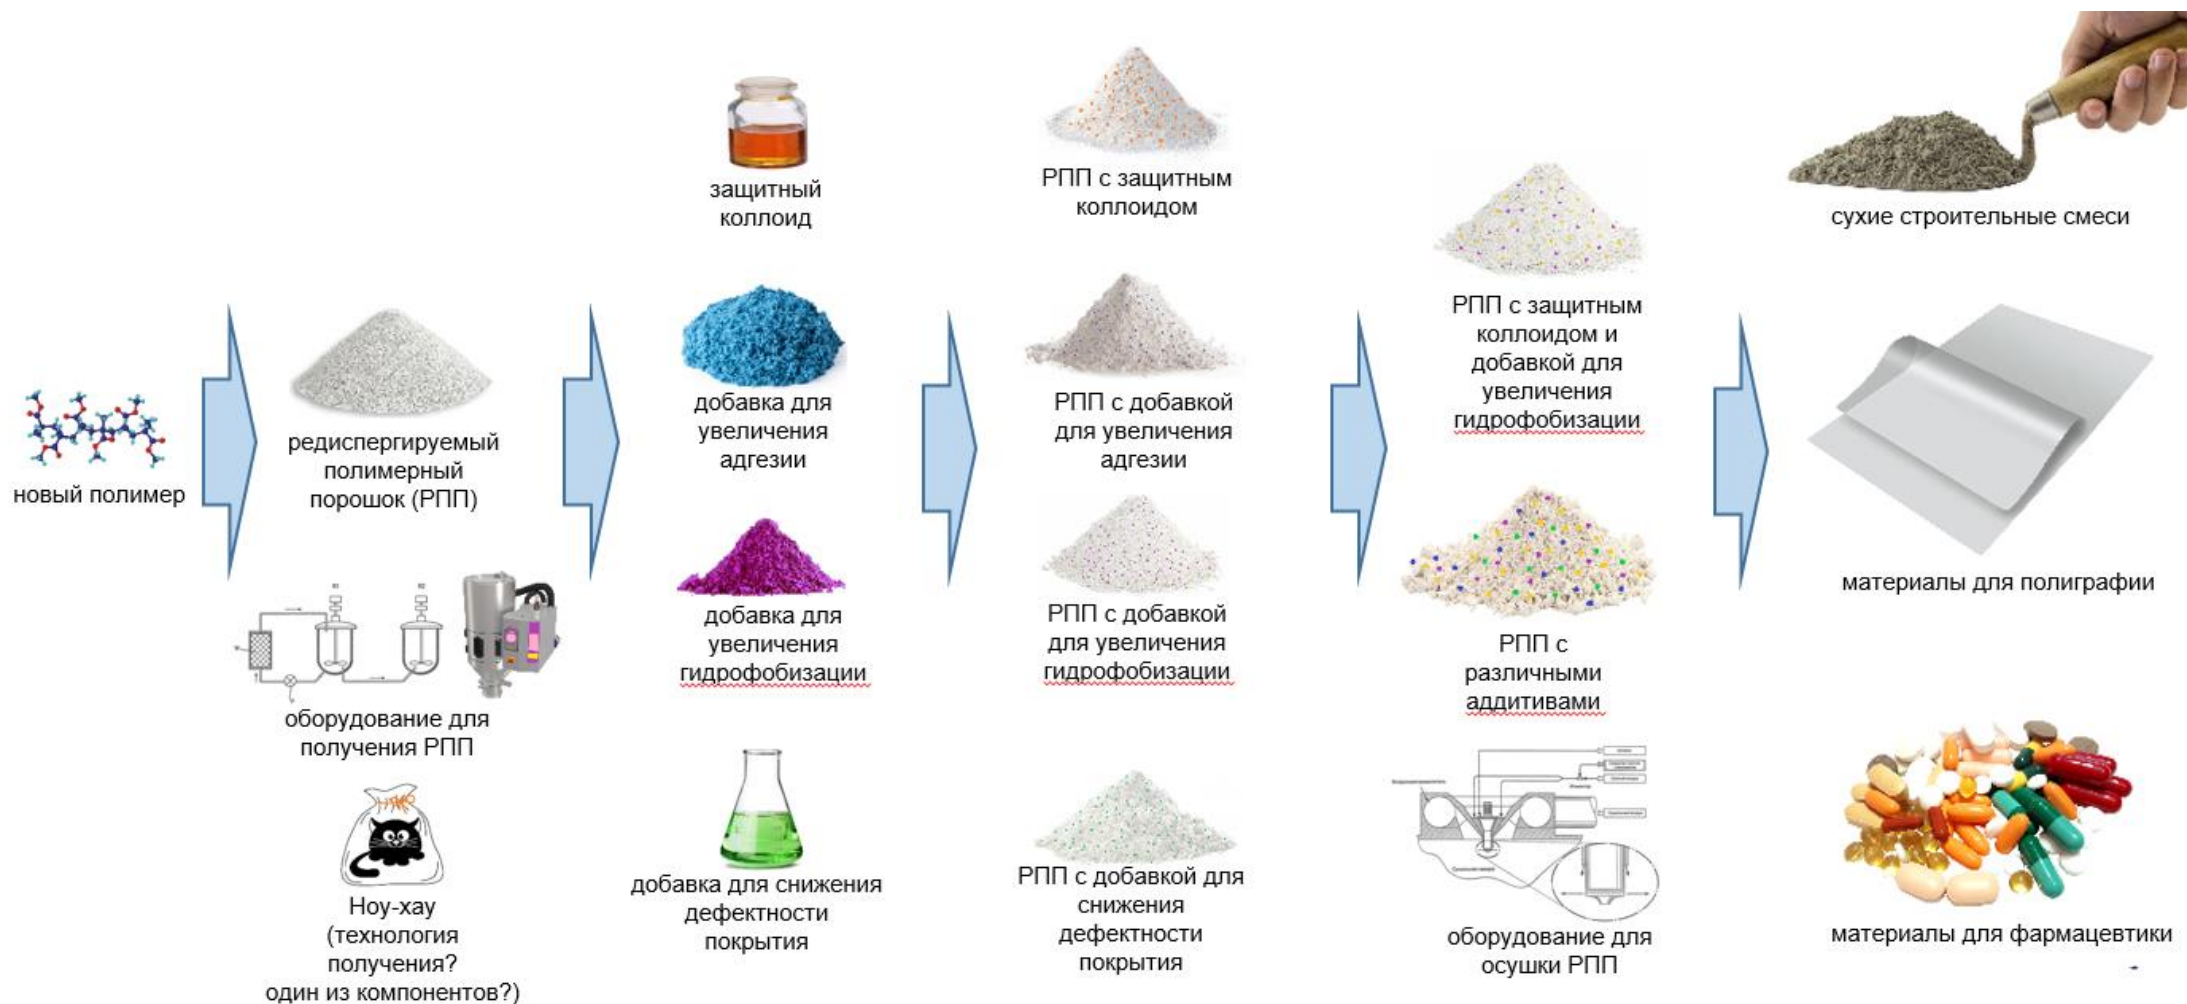 новый полимер
редиспергируемый
полимерный
порошок (РПП)
оборудование для
получения РПП
Ноу-хау
(технология
получения?
один из компонентов?)
защитный
коллоид
добавка для
увеличения
адгезии
добавка для
увеличения
гидрофобизации
добавка для снижения
дефектности
покрытия
РПП с защитным
коллоидом
РПП с добавкой
для увеличения
адгезии
РПП с добавкой
для увеличения
гидрофобизации
РПП с добавкой для
снижения
дефектности
покрытия
РПП с защитным
коллоидом и
добавкой для
увеличения
гидрофобизации
РПП с
различными
аддитивами
оборудование для
осушки РПП
сухие строительные смеси
материалы для полиграфии
материалы для фармацевтики